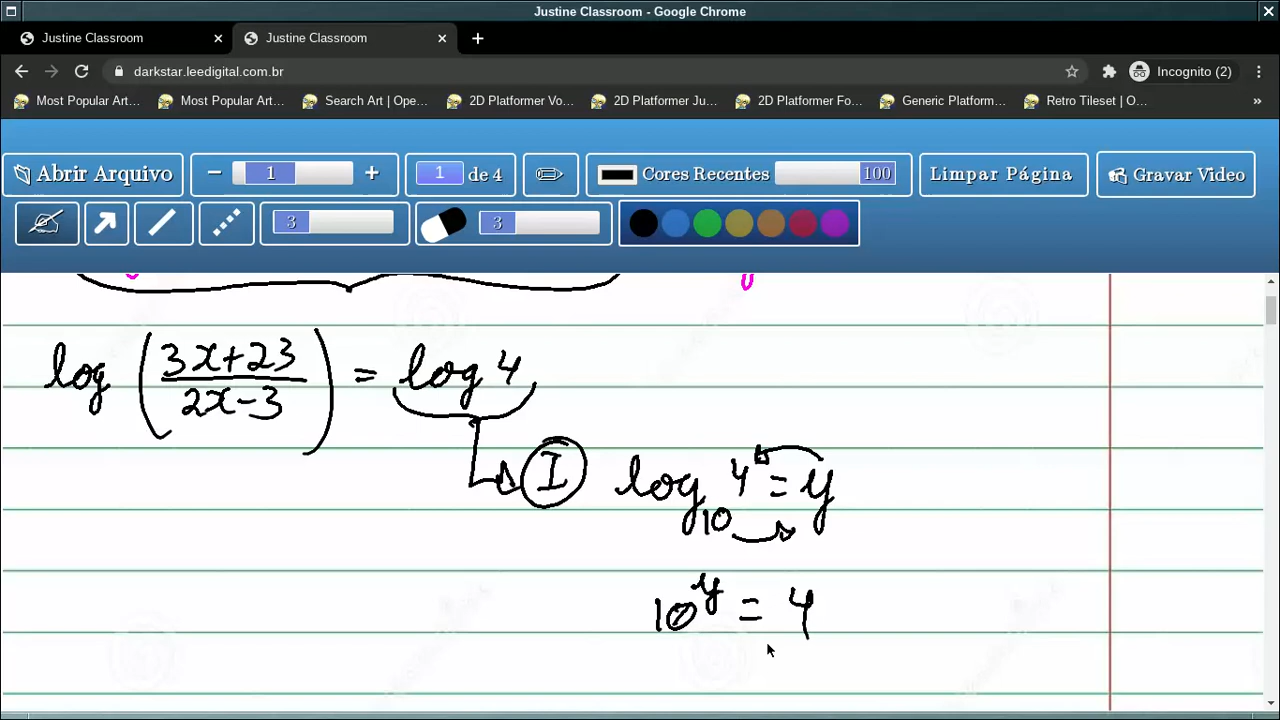 Justine Classroom - Google Chrome
Justine Classroom
Justine Classroom
darkstar.leedigital.com.br
Incognito (2)
Most Popular Art...
Most Popular Art...
Search Art | Ope...
2D Platformer Vo...
2D Platformer Ju...
2D Platformer Fo...
Generic Platform...
Retro Tileset | O...
Abrir Arquivo
− 1 +
1 de 4
Cores Recentes 100
Limpar Página
Gravar Video
3
3
log (3x+23 / 2x-3) = log 4
I log₁₀ 4 = y
10^y = 4